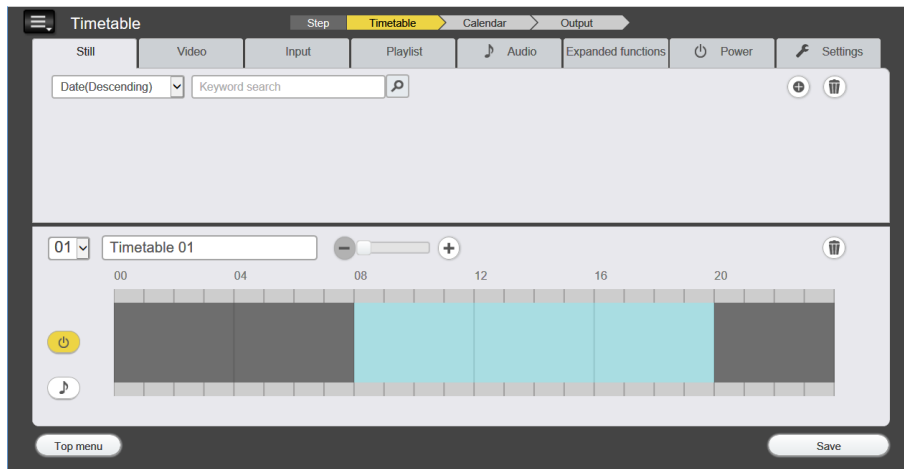 Timetable
Step Timetable Calendar Output
Still Video Input Playlist Audio Expanded functions Power Settings
Date(Descending) Keyword search
01 Timetable 01
00 04 08 12 16 20
Top menu Save